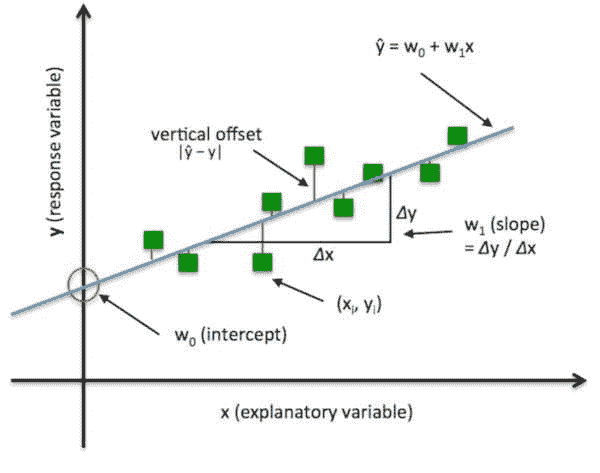 ŷ = w₀ + w₁x
vertical offset
|ŷ – y|
y (response variable)
Δy
w₁ (slope)
= Δy / Δx
Δx
(xᵢ, yᵢ)
w₀ (intercept)
x (explanatory variable)